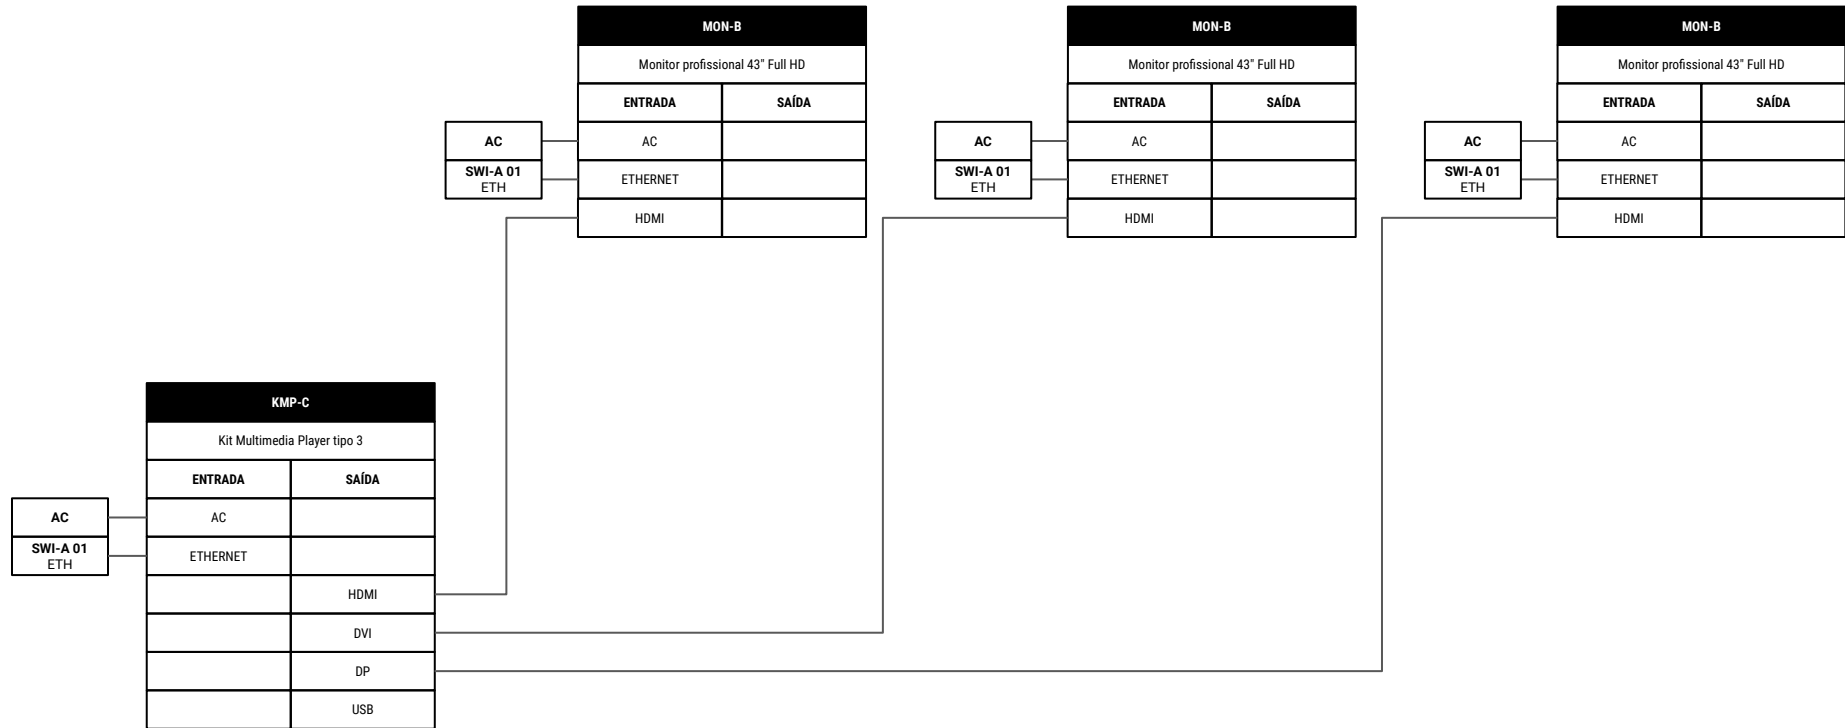 MON-B
Monitor profissional 43" Full HD
ENTRADA SAÍDA
AC AC
SWI-A 01
ETH
ETHERNET
HDMI
MON-B
Monitor profissional 43" Full HD
ENTRADA SAÍDA
AC AC
SWI-A 01
ETH
ETHERNET
HDMI
MON-B
Monitor profissional 43" Full HD
ENTRADA SAÍDA
AC AC
SWI-A 01
ETH
ETHERNET
HDMI
KMP-C
Kit Multimedia Player tipo 3
ENTRADA SAÍDA
AC AC
SWI-A 01
ETH
ETHERNET
HDMI
DVI
DP
USB